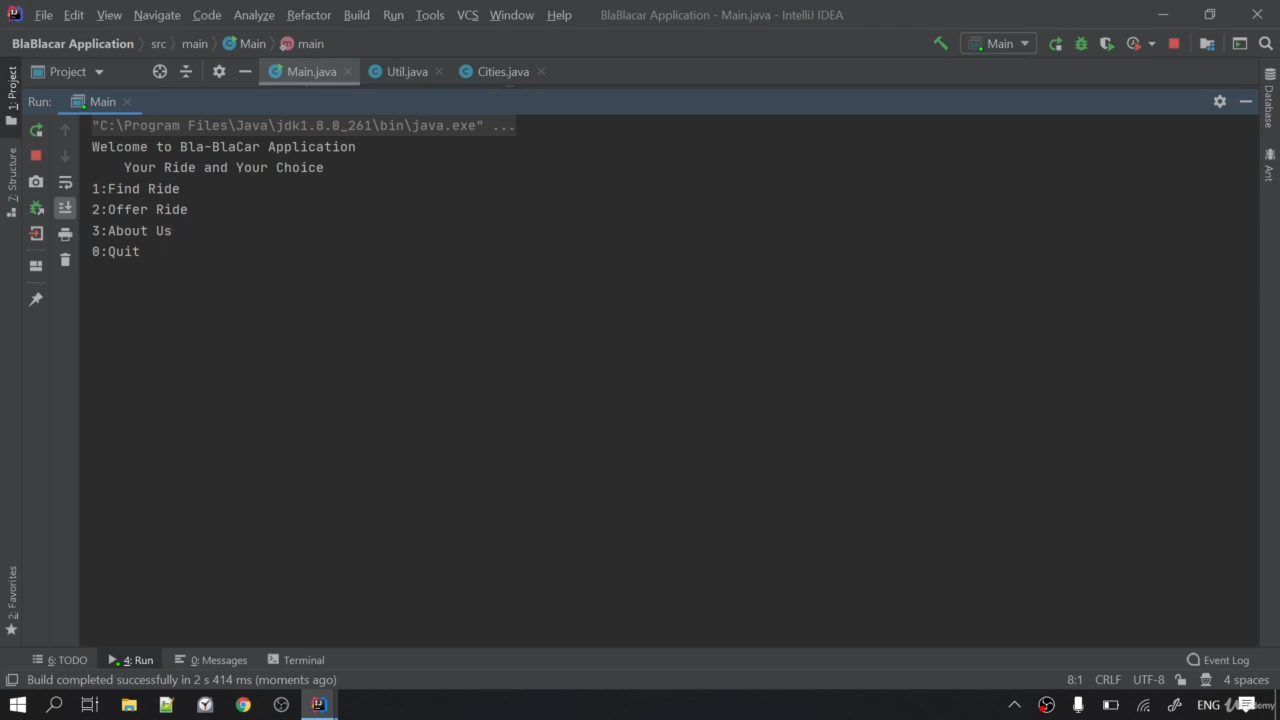 File Edit View Navigate Code Analyze Refactor Build Run Tools VCS Window Help BlaBlacar Application - Main.java - IntelliJ IDEA
BlaBlacar Application src main Main main Main
Project Main.java Util.java Cities.java
Run: Main
"C:\Program Files\Java\jdk1.8.0_261\bin\java.exe" ...
Welcome to Bla-BlaCar Application
Your Ride and Your Choice
1:Find Ride
2:Offer Ride
3:About Us
0:Quit
1: Project
7: Structure
2: Favorites
Database
Ant
6: TODO 4: Run 0: Messages Terminal Event Log
Build completed successfully in 2 s 414 ms (moments ago) 8:1 CRLF UTF-8 4 spaces
ENG